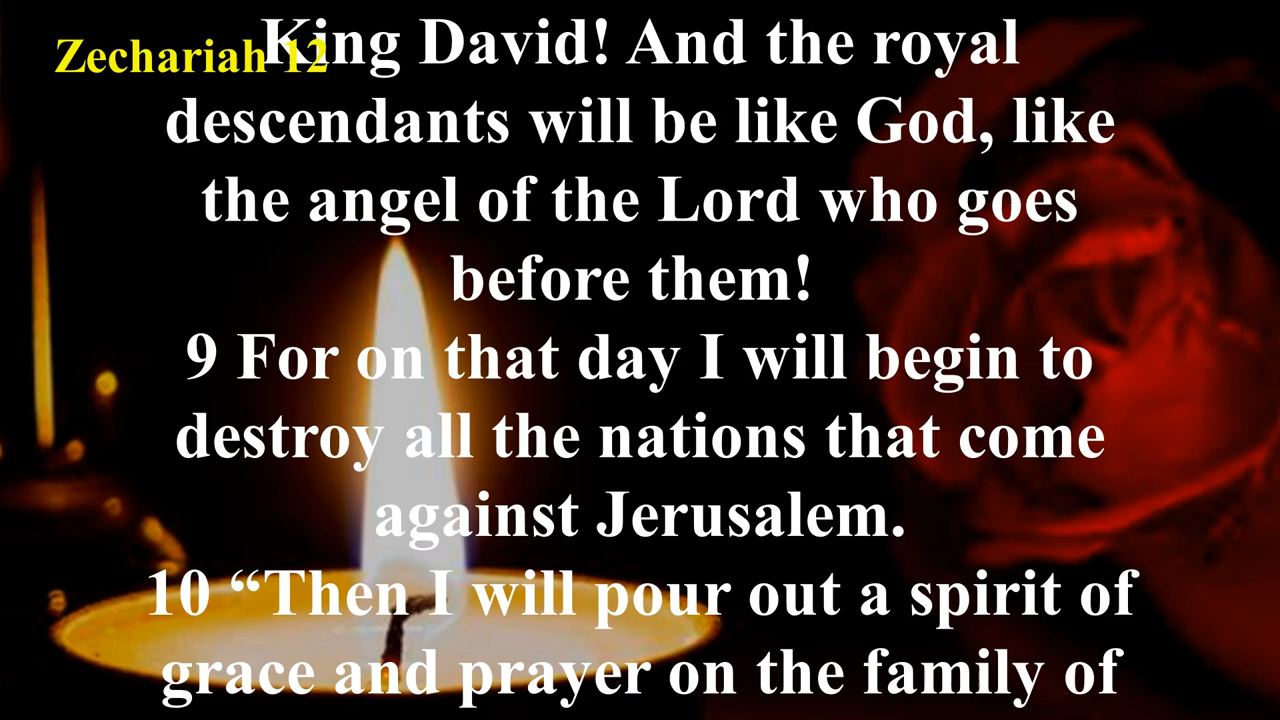 Zechariah 12
King David! And the royal
descendants will be like God, like
the angel of the Lord who goes
before them!
9 For on that day I will begin to
destroy all the nations that come
against Jerusalem.
10 “Then I will pour out a spirit of
grace and prayer on the family of